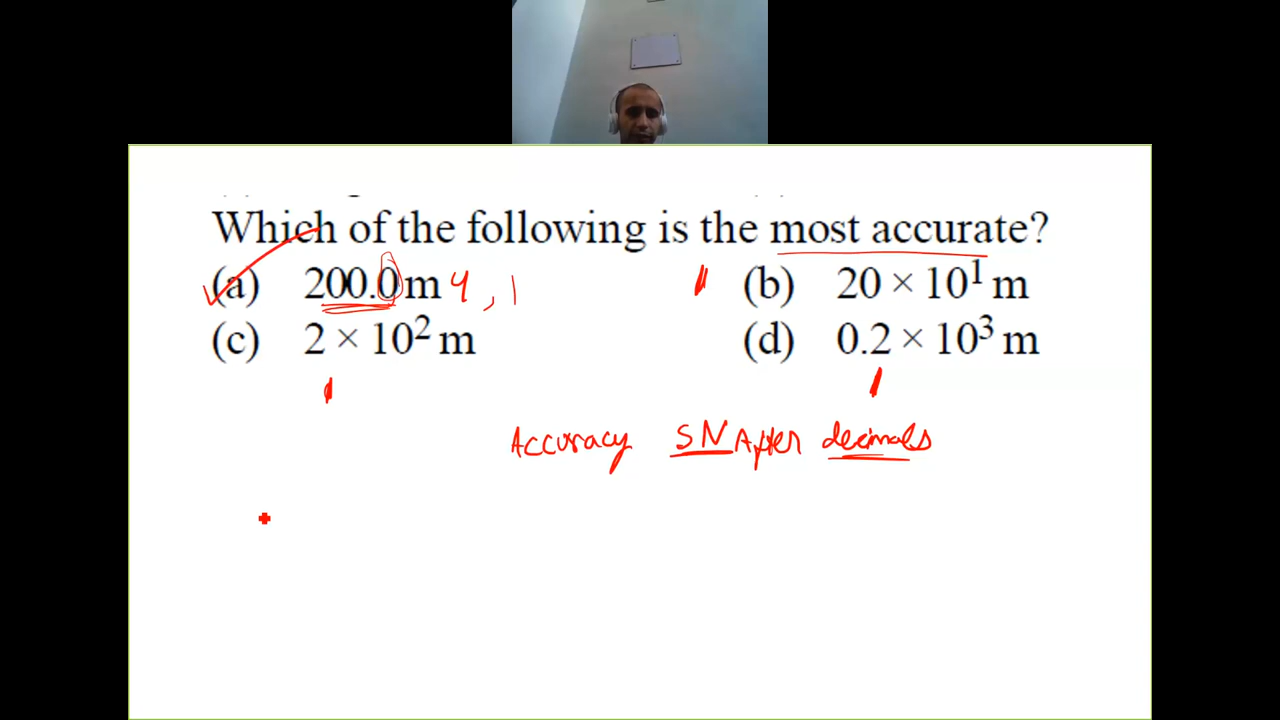 Which of the following is the most accurate?
(a) 200.0 m 4 , 1
(b) 20 × 10¹ m
(c) 2 × 10² m
(d) 0.2 × 10³ m
Accuracy SN After decimals